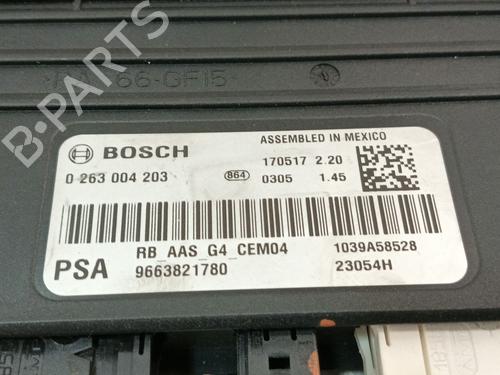 66-GF15
B-PARTS
ASSEMBLED IN MEXICO
BOSCH
170517 2.20
0 263 004 203
864
0305 1.45
RB_AAS_G4_CEM04
1039A58528
PSA
9663821780
23054H